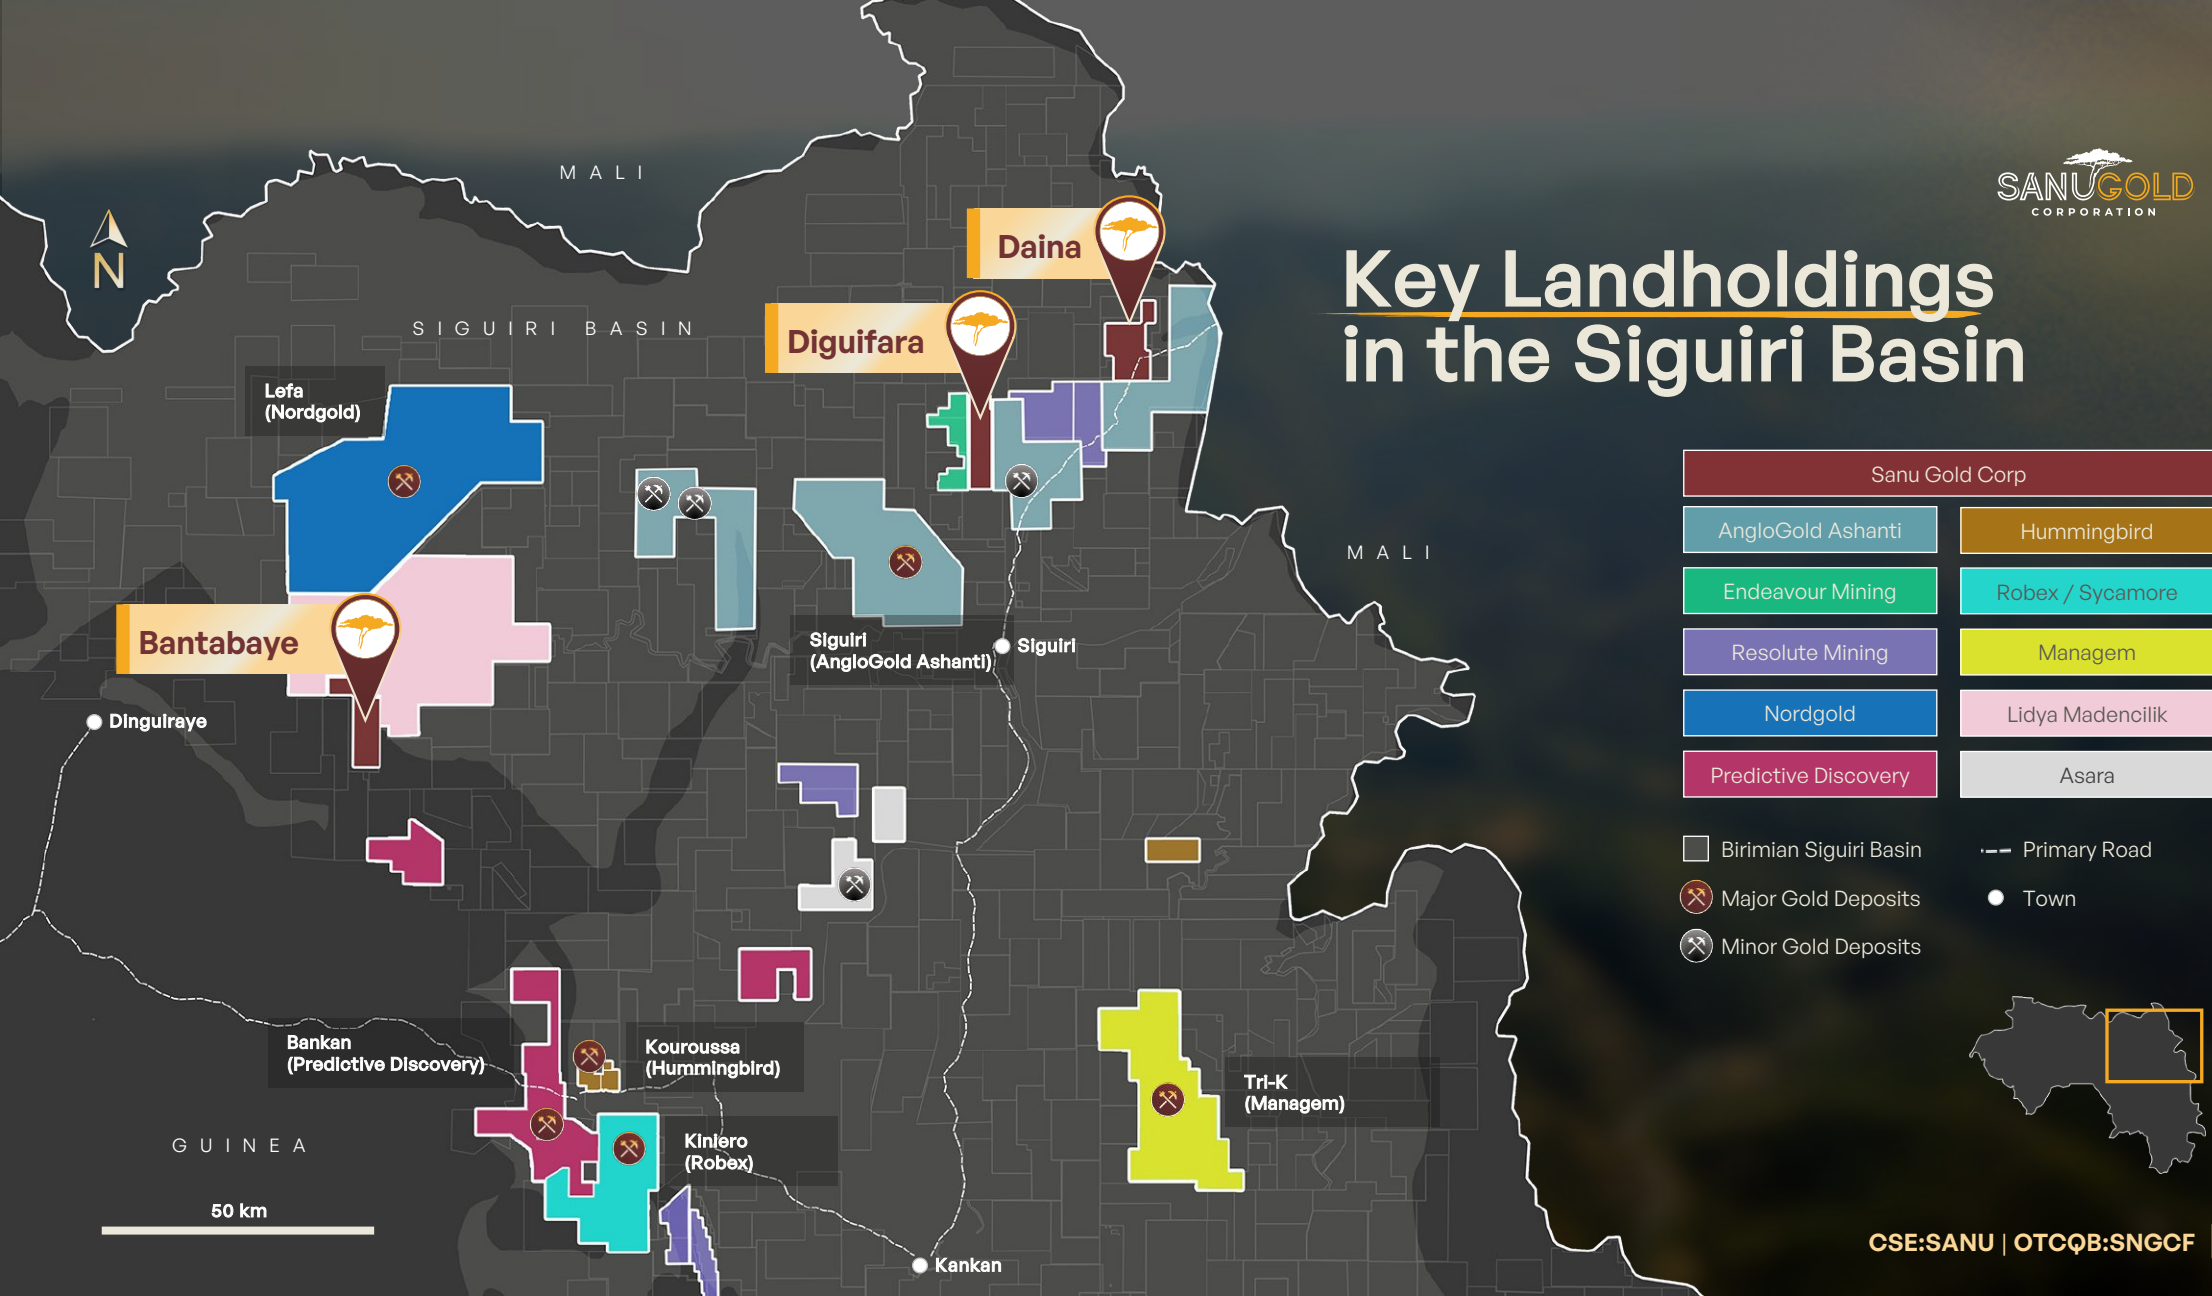 MALI
SANUGOLD
CORPORATION
N
Daina
Key Landholdings
in the Siguiri Basin
SIGUIRI BASIN
Diguifara
Lefa
(Nordgold)
Sanu Gold Corp
AngloGold Ashanti
Hummingbird
MALI
Endeavour Mining
Robex / Sycamore
Bantabaye
Siguiri
(AngloGold Ashanti)
Siguiri
Resolute Mining
Managem
Dinguiraye
Nordgold
Lidya Madencilik
Predictive Discovery
Asara
Birimian Siguiri Basin
Primary Road
Major Gold Deposits
Town
Minor Gold Deposits
Bankan
(Predictive Discovery)
Kouroussa
(Hummingbird)
Tri-K
(Managem)
GUINEA
Kiniero
(Robex)
50 km
Kankan
CSE:SANU | OTCQB:SNGCF